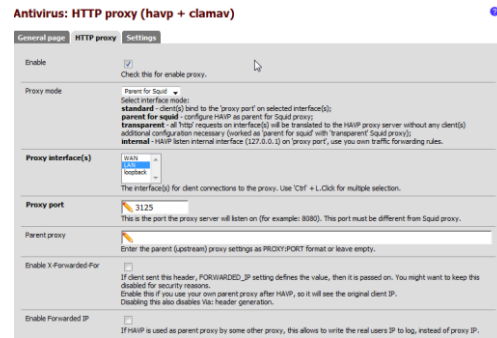 Antivirus: HTTP proxy (havp + clamav)
General page HTTP proxy Settings
Enable
Check this for enable proxy.
Proxy mode
Parent for Squid
Select interface mode:
standard - client(s) bind to the 'proxy port' on selected interface(s);
parent for squid - configure HAVP as parent for Squid proxy;
transparent - all 'http' requests on interface(s) will be translated to the HAVP proxy server without any client(s)
additional configuration necessary (worked as 'parent for squid' with 'transparent' Squid proxy);
internal - HAVP listen internal interface (127.0.0.1) on 'proxy port', use you own traffic forwarding rules.
Proxy interface(s)
WAN
LAN
loopback
The interface(s) for client connections to the proxy. Use 'Ctrl' + L.Click for multiple selection.
Proxy port
3125
This is the port the proxy server will listen on (for example: 8080). This port must be different from Squid proxy.
Parent proxy
Enter the parent (upstream) proxy settings as PROXY:PORT format or leave empty.
Enable X-Forwarded-For
If client sent this header, FORWARDED_IP setting defines the value, then it is passed on. You might want to keep this
disabled for security reasons.
Enable this if you use your own parent proxy after HAVP, so it will see the original client IP.
Disabling this also disables Via: header generation.
Enable Forwarded IP
If HAVP is used as parent proxy by some other proxy, this allows to write the real users IP to log, instead of proxy IP.